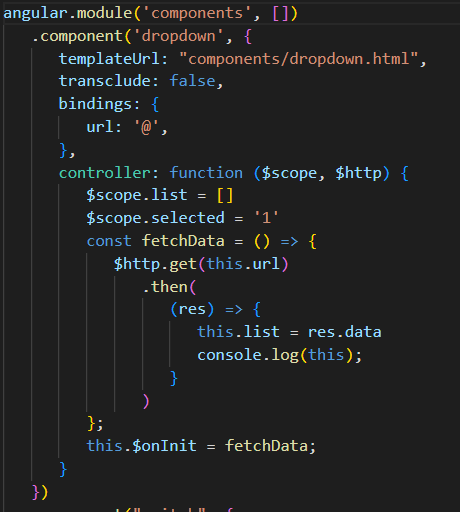 angular.module('components', [])
.component('dropdown', {
templateUrl: "components/dropdown.html",
transclude: false,
bindings: {
url: '@',
},
controller: function ($scope, $http) {
$scope.list = []
$scope.selected = '1'
const fetchData = () => {
$http.get(this.url)
.then(
(res) => {
this.list = res.data
console.log(this);
}
)
};
this.$onInit = fetchData;
}
})